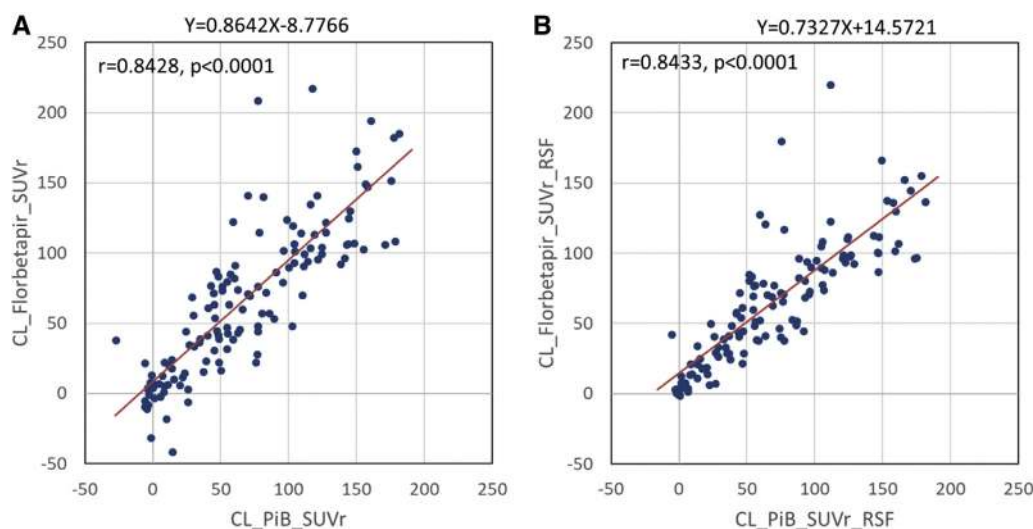 A
Y=0.8642X-8.7766
r=0.8428, p<0.0001
CL_Florbetapir_SUVr
250
200
150
100
50
0
-50
-50
0
50
100
150
200
250
CL_PiB_SUVr
B
Y=0.7327X+14.5721
r=0.8433, p<0.0001
CL_Florbetapir_SUVr_RSF
250
200
150
100
50
0
-50
-50
0
50
100
150
200
250
CL_PiB_SUVr_RSF